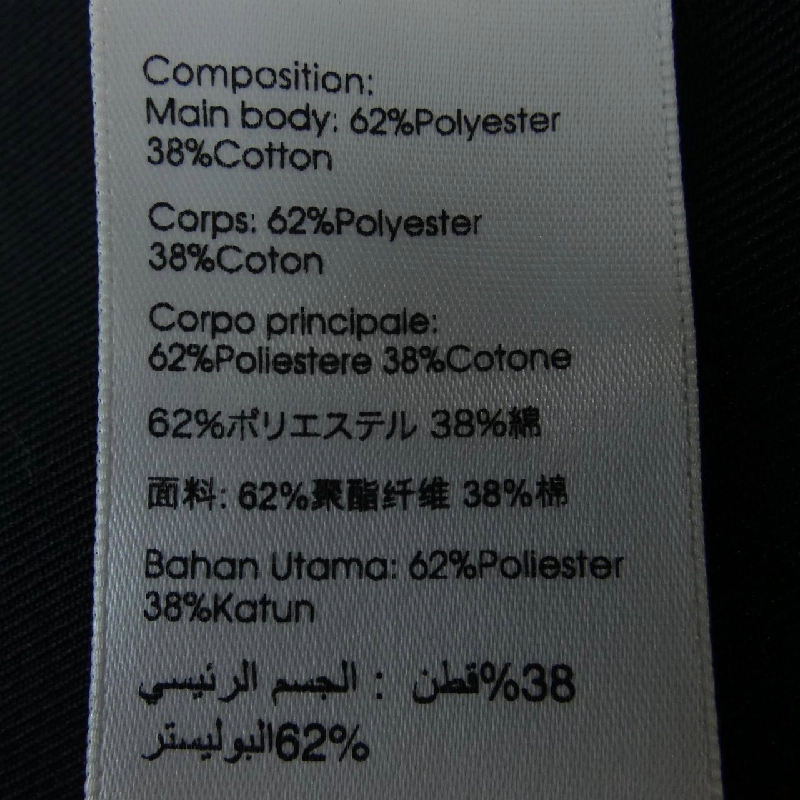 Composition:
Main body: 62%Polyester
38%Cotton
Corps: 62%Polyester
38%Coton
Corpo principale:
62%Poliestere 38%Cotone
62%ポリエステル 38%綿
面料: 62%聚酯纤维 38%棉
Bahan Utama: 62%Poliester
38%Katun
الجسم الرئيسي : قطن%38
البوليستر62%